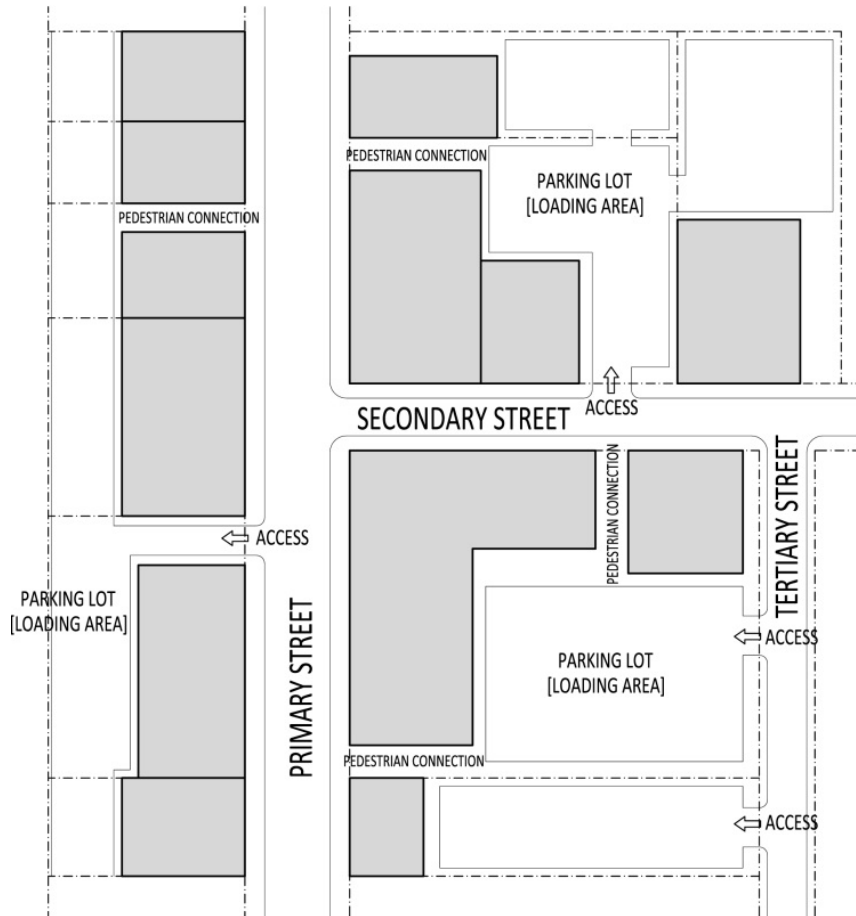 PEDESTRIAN CONNECTION
PARKING LOT
[LOADING AREA]
PEDESTRIAN CONNECTION
ACCESS
SECONDARY STREET
PEDESTRIAN CONNECTION
TERTIARY STREET
ACCESS
PARKING LOT
[LOADING AREA]
PRIMARY STREET
ACCESS
PARKING LOT
[LOADING AREA]
PEDESTRIAN CONNECTION
ACCESS